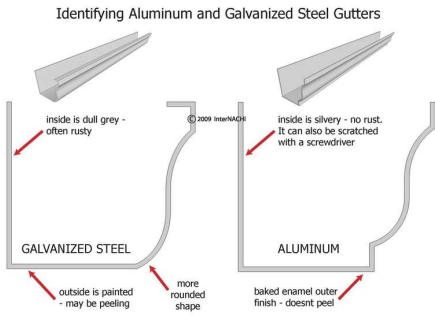 Identifying Aluminum and Galvanized Steel Gutters
inside is dull grey -
often rusty
© 2009 InterNACHI
inside is silvery - no rust.
It can also be scratched
with a screwdriver
GALVANIZED STEEL
ALUMINUM
outside is painted
- may be peeling
more
rounded
shape
baked enamel outer
finish - doesnt peel